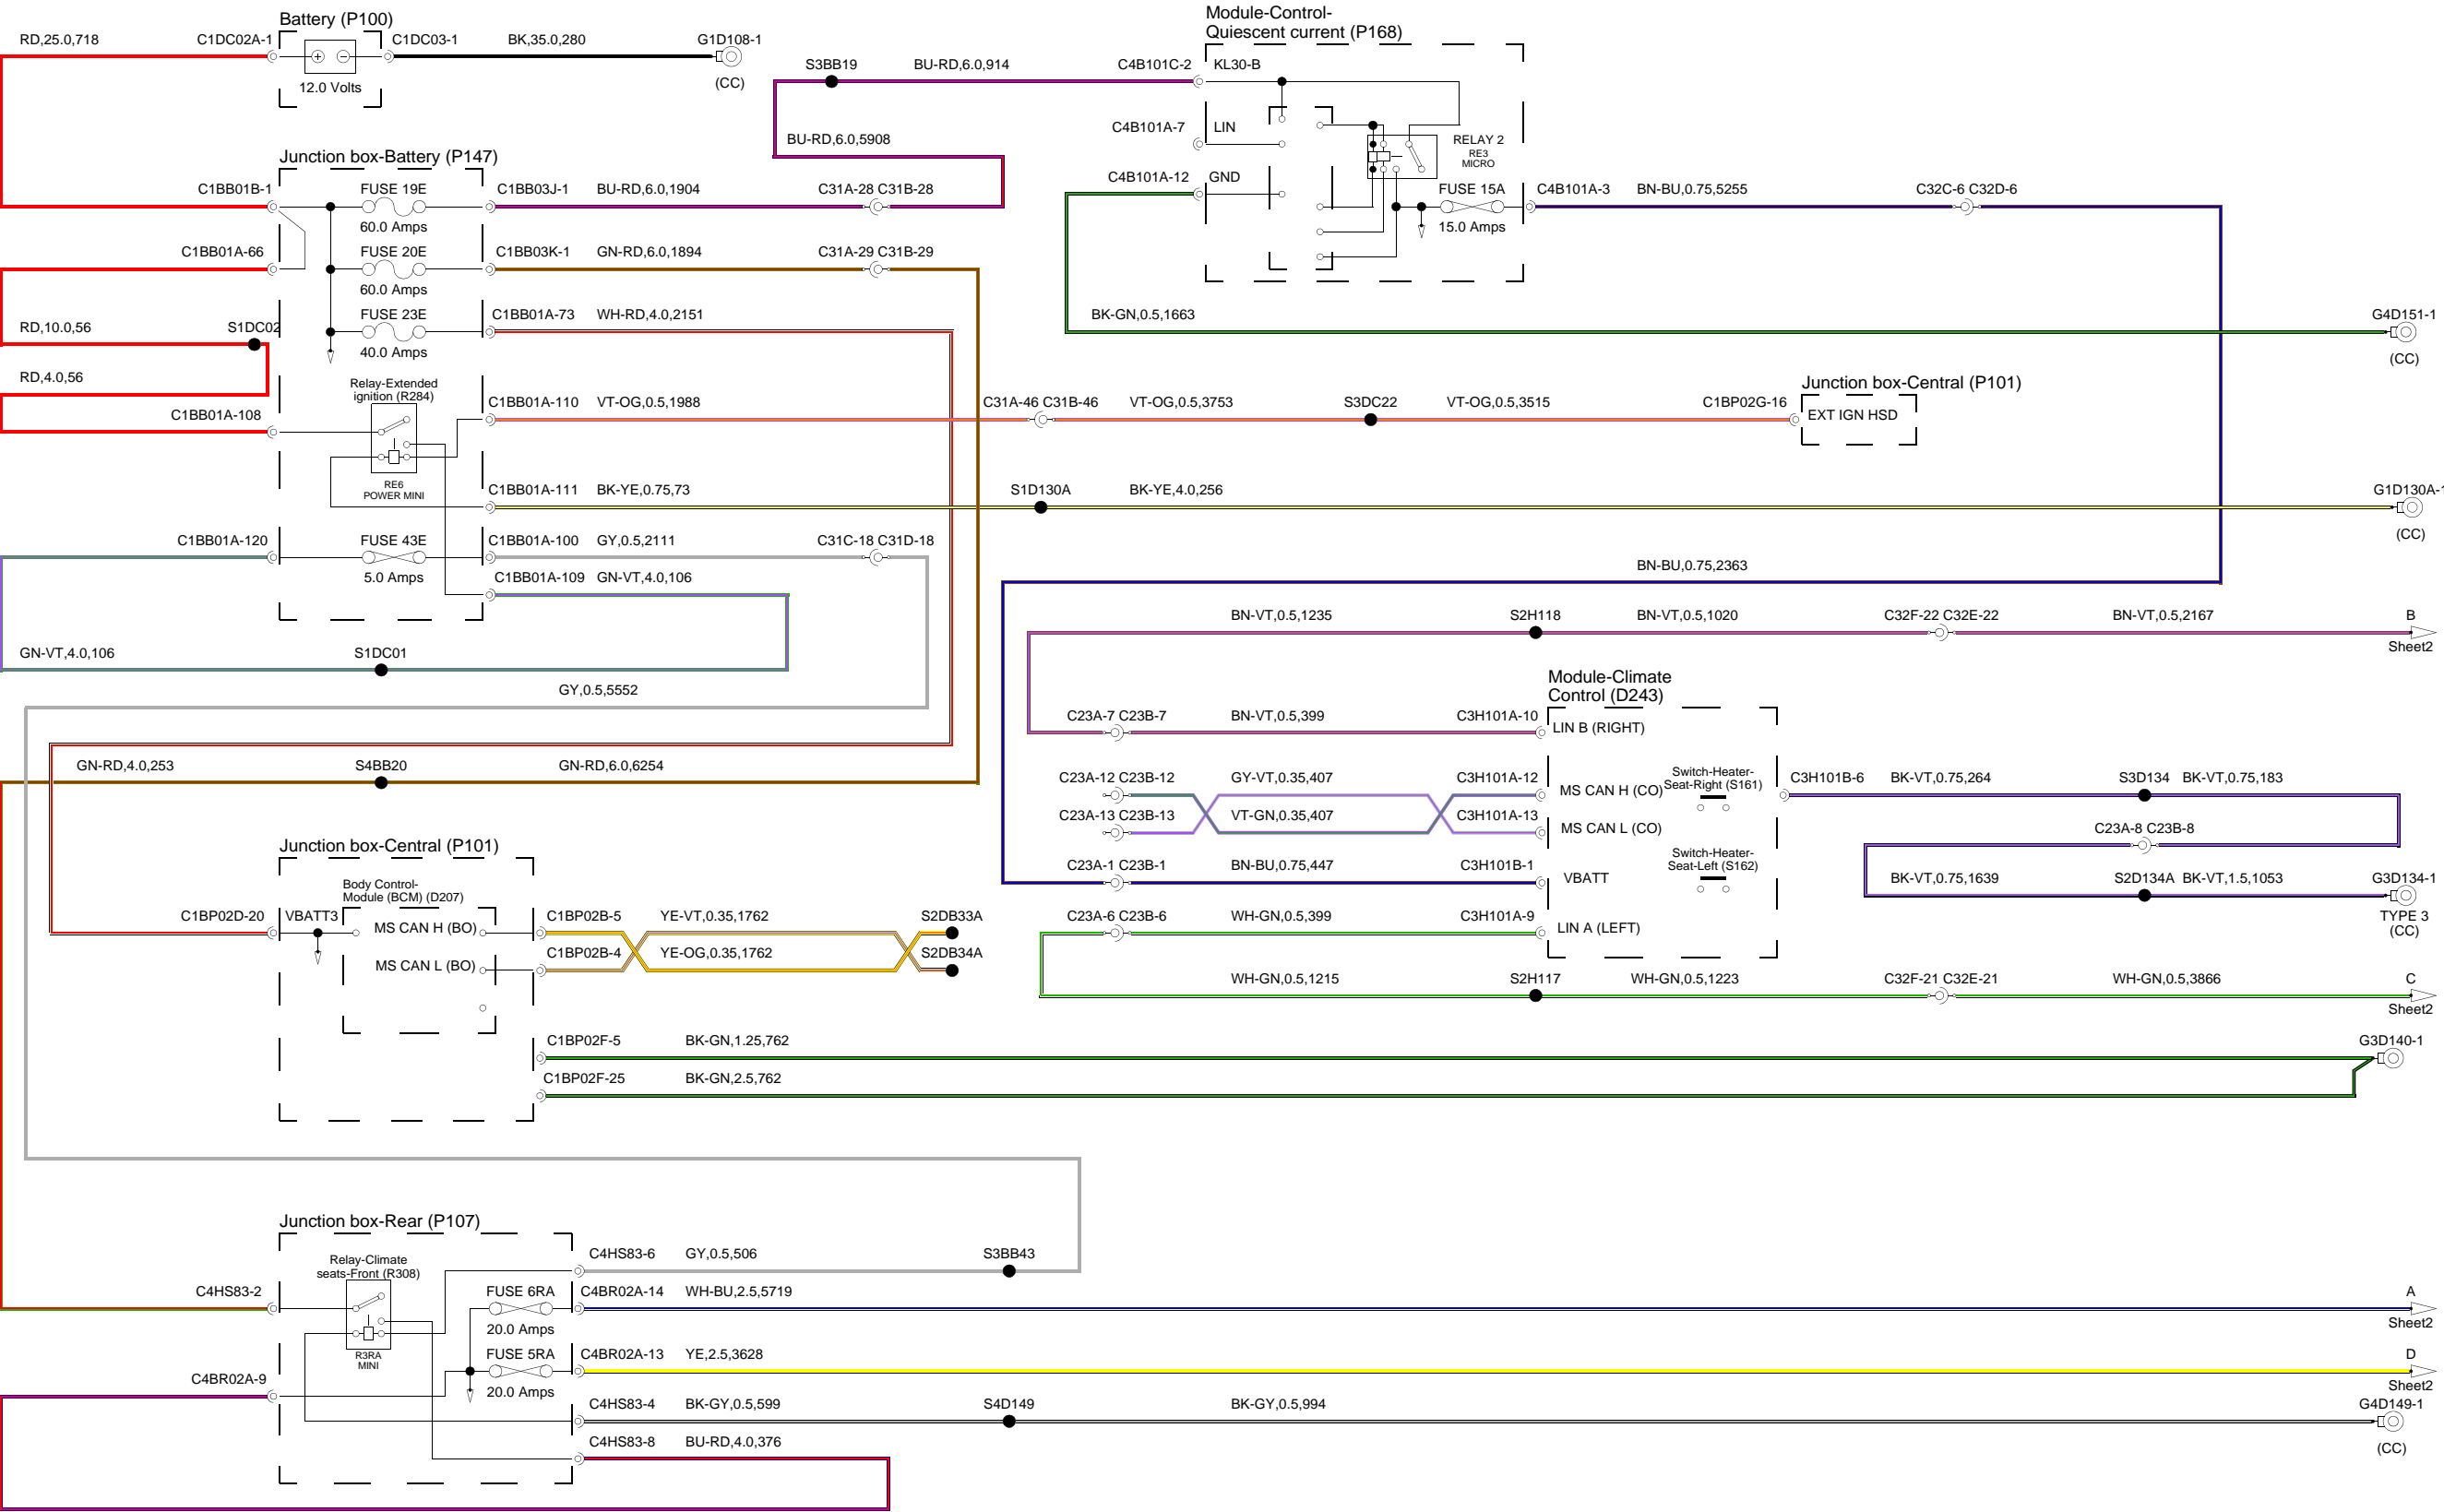 Battery (P100)
RD,25.0,718
C1DC02A-1
C1DC03-1
BK,35.0,280
G1D108-1
(CC)
12.0 Volts
Module-Control-
Quiescent current (P168)
S3BB19
BU-RD,6.0,914
C4B101C-2
KL30-B
C4B101A-7
LIN
BU-RD,6.0,5908
RELAY 2
RE3
MICRO
C4B101A-12
GND
FUSE 15A
15.0 Amps
C4B101A-3
BN-BU,0.75,5255
C32C-6 C32D-6
Junction box-Battery (P147)
C1BB01B-1
FUSE 19E
60.0 Amps
C1BB03J-1
BU-RD,6.0,1904
C31A-28 C31B-28
C1BB01A-66
FUSE 20E
60.0 Amps
C1BB03K-1
GN-RD,6.0,1894
C31A-29 C31B-29
RD,10.0,56
S1DC02
FUSE 23E
40.0 Amps
C1BB01A-73
WH-RD,4.0,2151
BK-GN,0.5,1663
G4D151-1
(CC)
RD,4.0,56
Relay-Extended
ignition (R284)
C1BB01A-108
C1BB01A-110
VT-OG,0.5,1988
C31A-46 C31B-46
VT-OG,0.5,3753
S3DC22
VT-OG,0.5,3515
C1BP02G-16
Junction box-Central (P101)
EXT IGN HSD
RE6
POWER MINI
C1BB01A-111
BK-YE,0.75,73
S1D130A
BK-YE,4.0,256
G1D130A-1
(CC)
C1BB01A-120
FUSE 43E
5.0 Amps
C1BB01A-100
GY,0.5,2111
C31C-18 C31D-18
C1BB01A-109
GN-VT,4.0,106
BN-BU,0.75,2363
GN-VT,4.0,106
S1DC01
GY,0.5,5552
BN-VT,0.5,1235
S2H118
BN-VT,0.5,1020
C32F-22 C32E-22
BN-VT,0.5,2167
B
Sheet2
Module-Climate
Control (D243)
C23A-7 C23B-7
BN-VT,0.5,399
C3H101A-10
LIN B (RIGHT)
GN-RD,4.0,253
S4BB20
GN-RD,6.0,6254
C23A-12 C23B-12
GY-VT,0.35,407
C3H101A-12
MS CAN H (CO)
Switch-Heater-
Seat-Right (S161)
C3H101B-6
BK-VT,0.75,264
S3D134
BK-VT,0.75,183
C23A-13 C23B-13
VT-GN,0.35,407
C3H101A-13
MS CAN L (CO)
C23A-8 C23B-8
C23A-1 C23B-1
BN-BU,0.75,447
C3H101B-1
VBATT
Switch-Heater-
Seat-Left (S162)
BK-VT,0.75,1639
S2D134A
BK-VT,1.5,1053
G3D134-1
TYPE 3
(CC)
C23A-6 C23B-6
WH-GN,0.5,399
C3H101A-9
LIN A (LEFT)
WH-GN,0.5,1215
S2H117
WH-GN,0.5,1223
C32F-21 C32E-21
WH-GN,0.5,3866
C
Sheet2
Junction box-Central (P101)
Body Control-
Module (BCM) (D207)
C1BP02D-20
VBATT3
MS CAN H (BO)
C1BP02B-5
YE-VT,0.35,1762
S2DB33A
MS CAN L (BO)
C1BP02B-4
YE-OG,0.35,1762
S2DB34A
C1BP02F-5
BK-GN,1.25,762
G3D140-1
C1BP02F-25
BK-GN,2.5,762
Junction box-Rear (P107)
Relay-Climate
seats-Front (R308)
C4HS83-6
GY,0.5,506
S3BB43
C4HS83-2
FUSE 6RA
20.0 Amps
C4BR02A-14
WH-BU,2.5,5719
A
Sheet2
R3RA
MINI
C4BR02A-9
FUSE 5RA
20.0 Amps
C4BR02A-13
YE,2.5,3628
D
Sheet2
C4HS83-4
BK-GY,0.5,599
S4D149
BK-GY,0.5,994
G4D149-1
(CC)
C4HS83-8
BU-RD,4.0,376